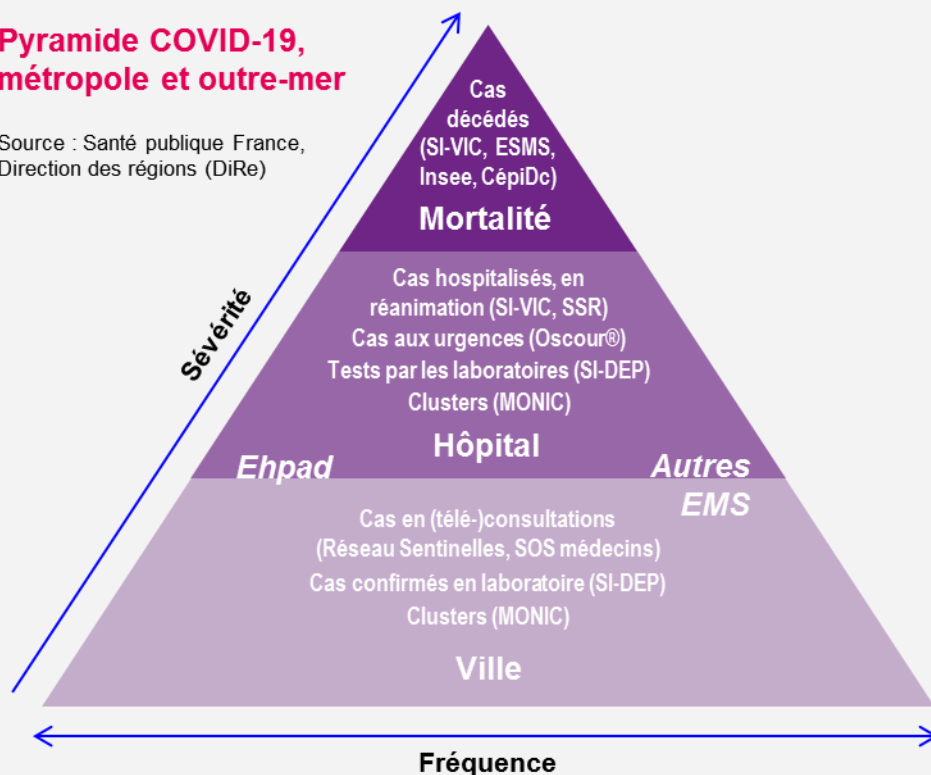 Pyramide COVID-19,
métropole et outre-mer
Source : Santé publique France,
Direction des régions (DiRe)
Cas
décédés
(SI-VIC, ESMS,
Insee, CépiDc)
Mortalité
Sévérité
Cas hospitalisés, en
réanimation (SI-VIC, SSR)
Cas aux urgences (Oscour®)
Tests par les laboratoires (SI-DEP)
Clusters (MONIC)
Hôpital
Ehpad
Autres
EMS
Cas en (télé-)consultations
(Réseau Sentinelles, SOS médecins)
Cas confirmés en laboratoire (SI-DEP)
Clusters (MONIC)
Ville
Fréquence